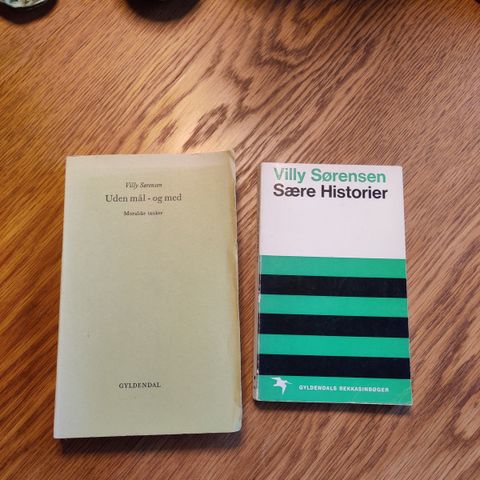 Villy Sørensen
Uden mål - og med
Moralske tanker
GYLDENDAL
Villy Sørensen
Sære Historier
GYLDENDALS BEKKASINBØGER